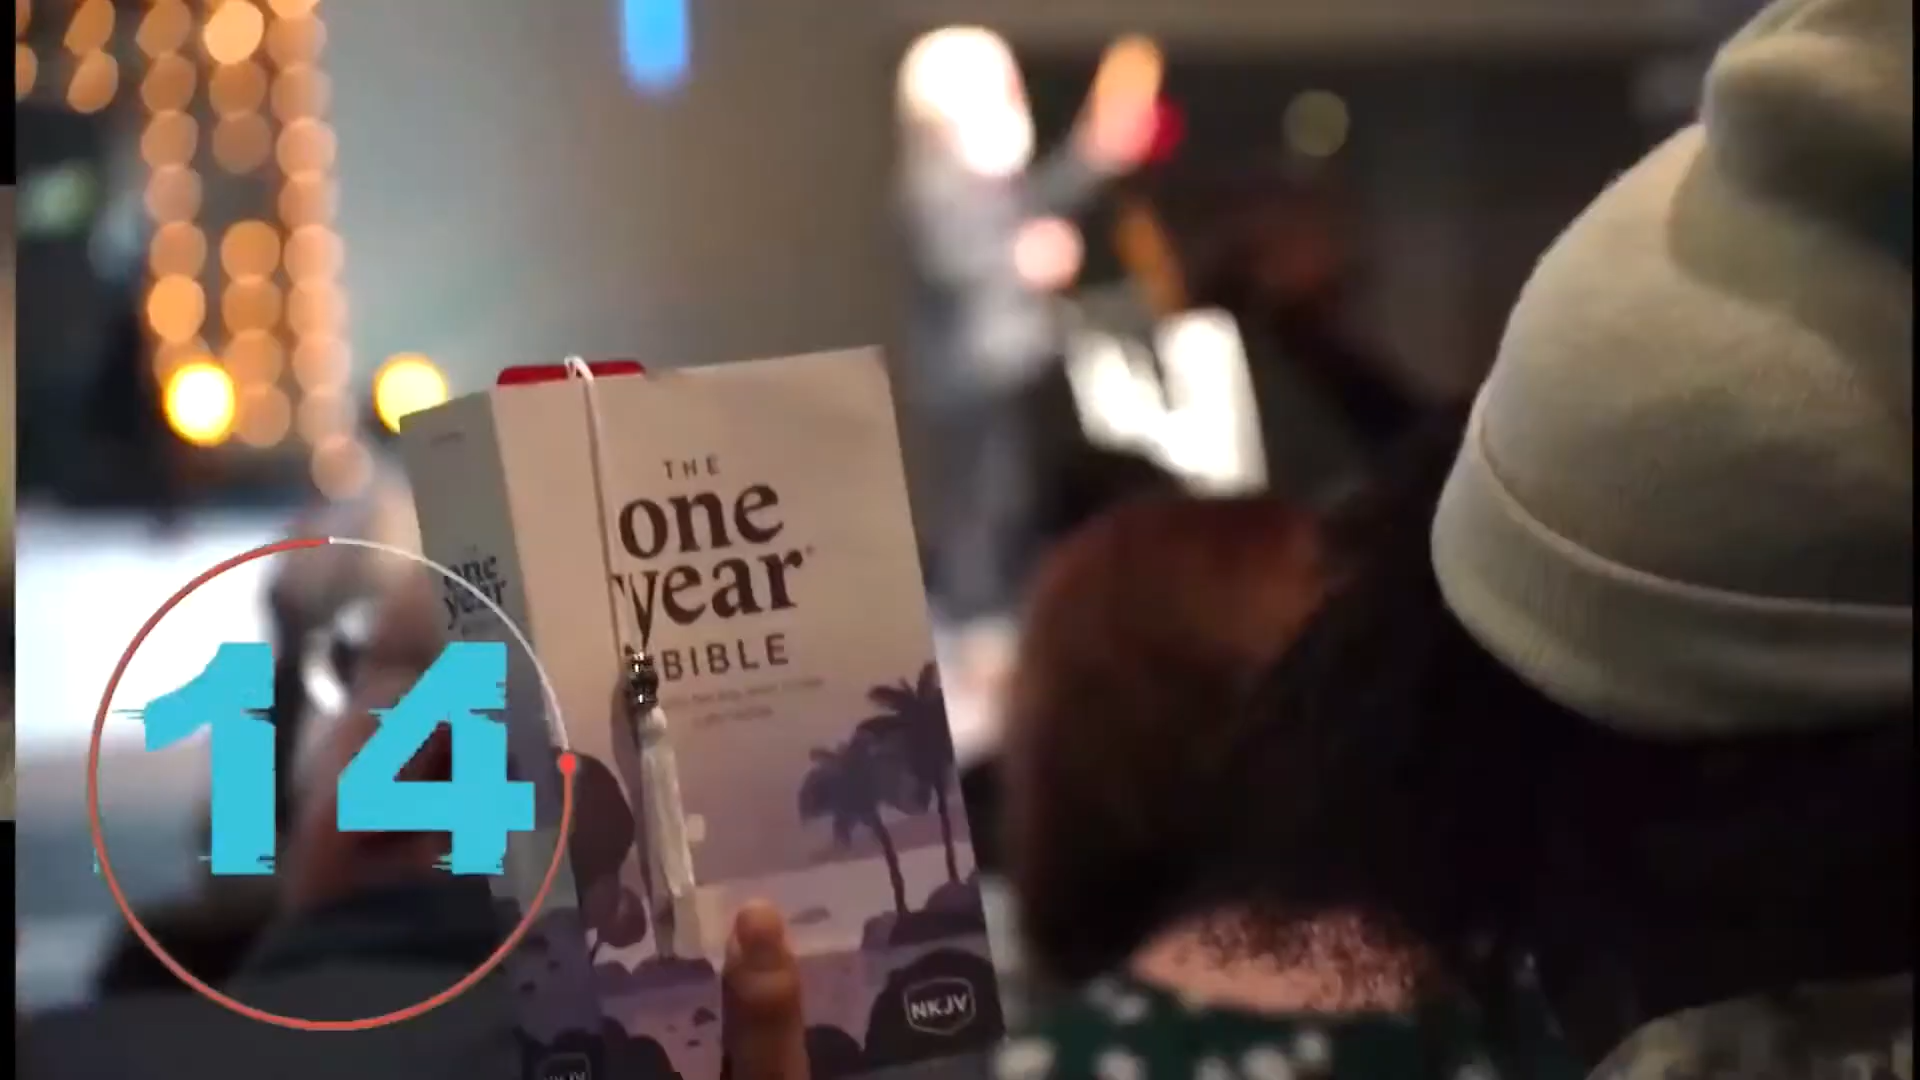 THE
one
year
BIBLE
one
year
14
NKJV